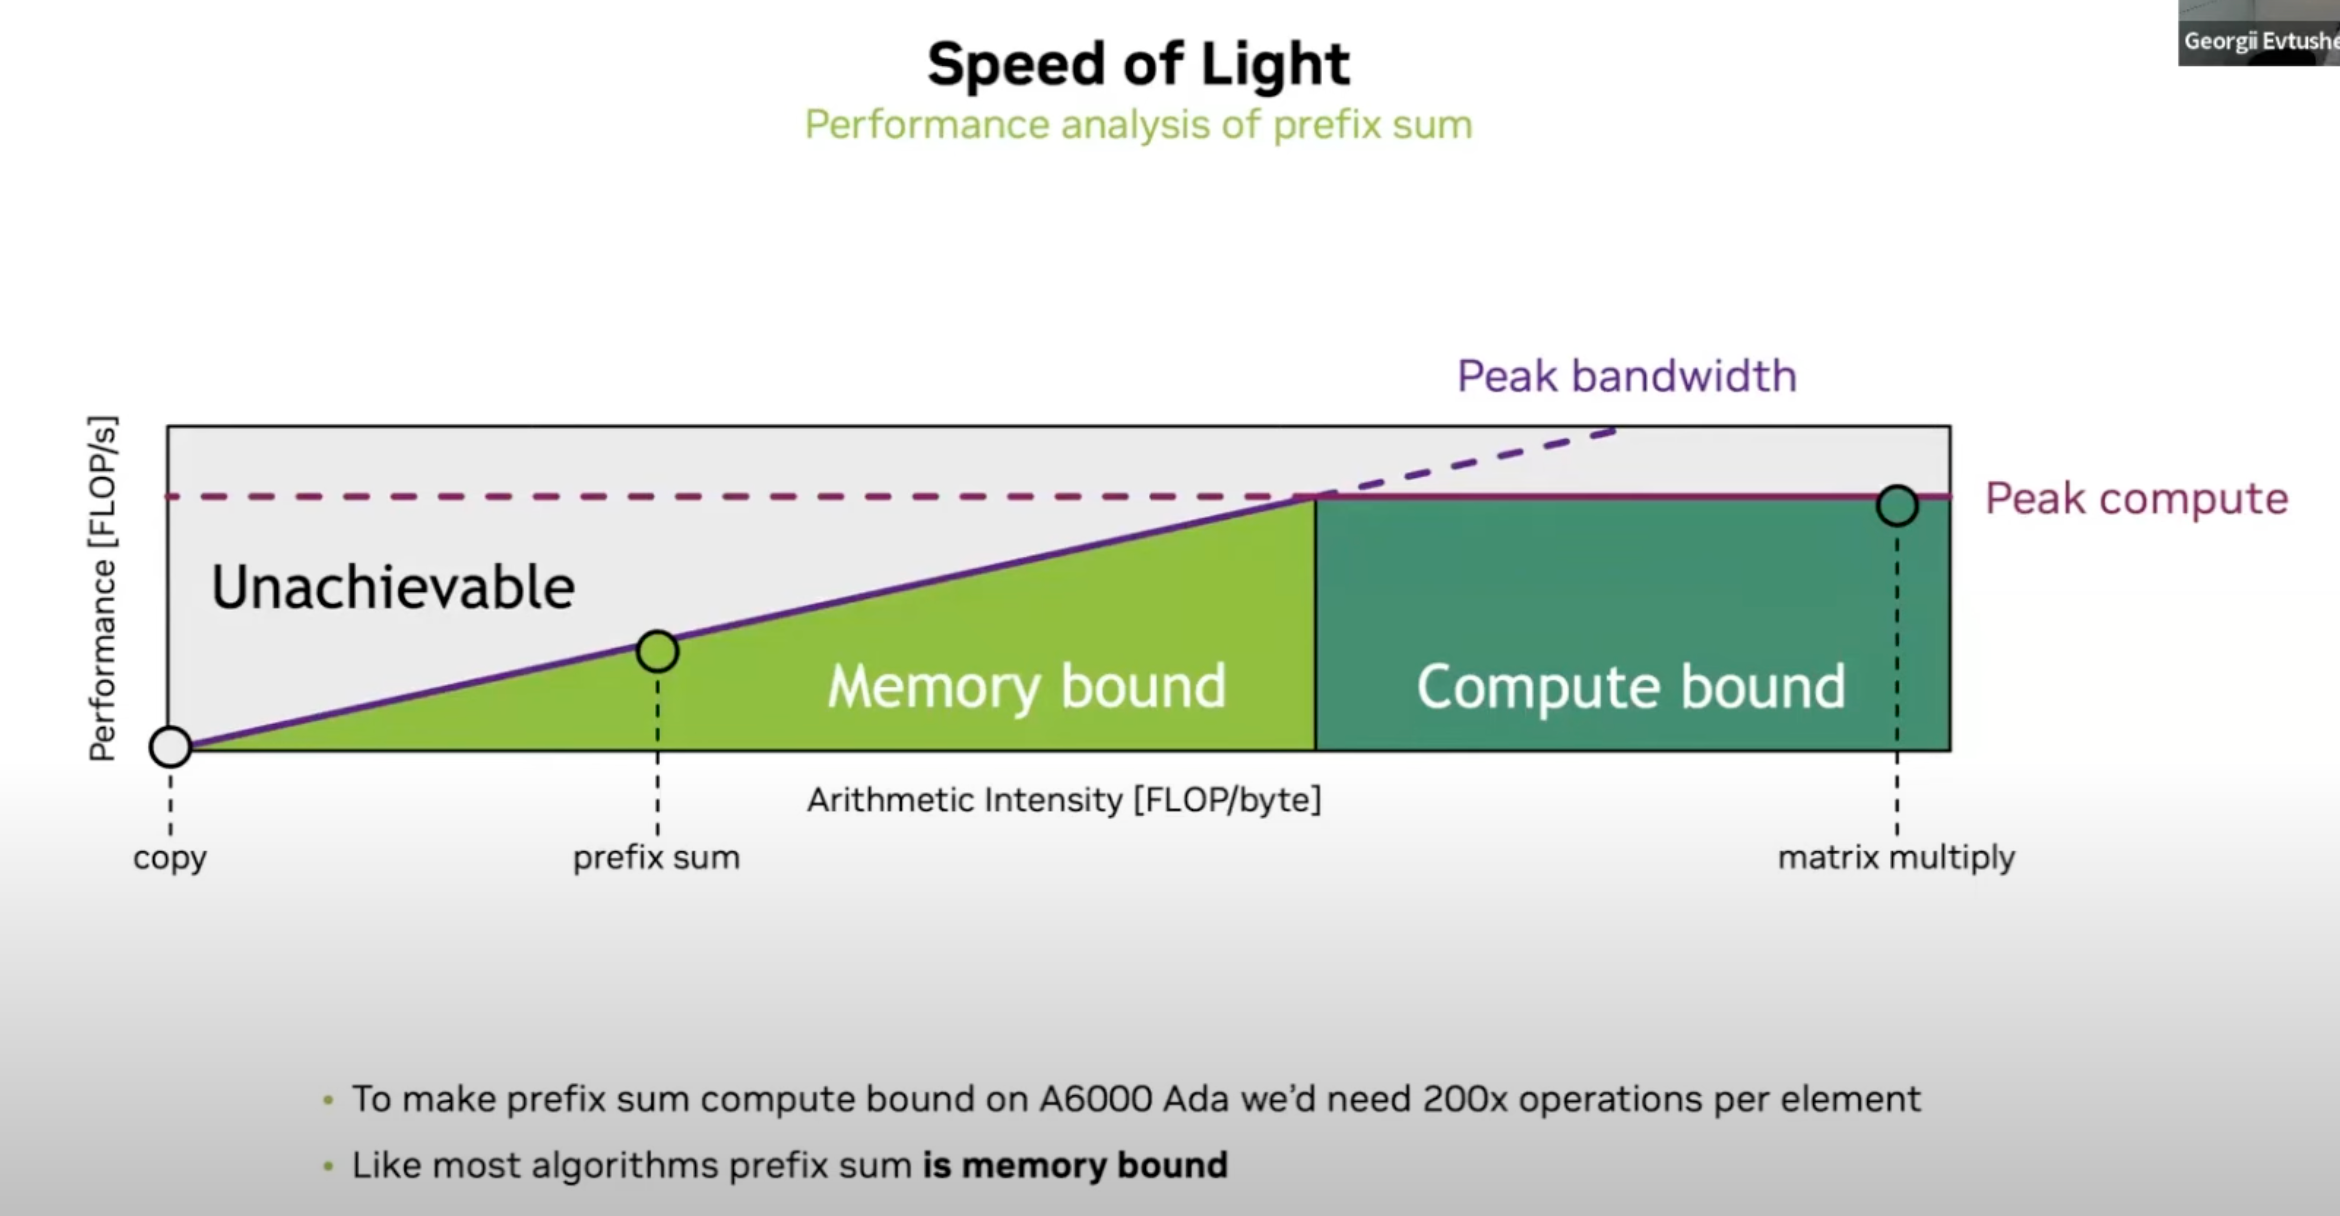 Georgii Evtushe
Speed of Light
Performance analysis of prefix sum
Peak bandwidth
Performance [FLOP/s]
Peak compute
Unachievable
Memory bound
Compute bound
Arithmetic Intensity [FLOP/byte]
copy
prefix sum
matrix multiply
• To make prefix sum compute bound on A6000 Ada we’d need 200x operations per element
• Like most algorithms prefix sum is memory bound